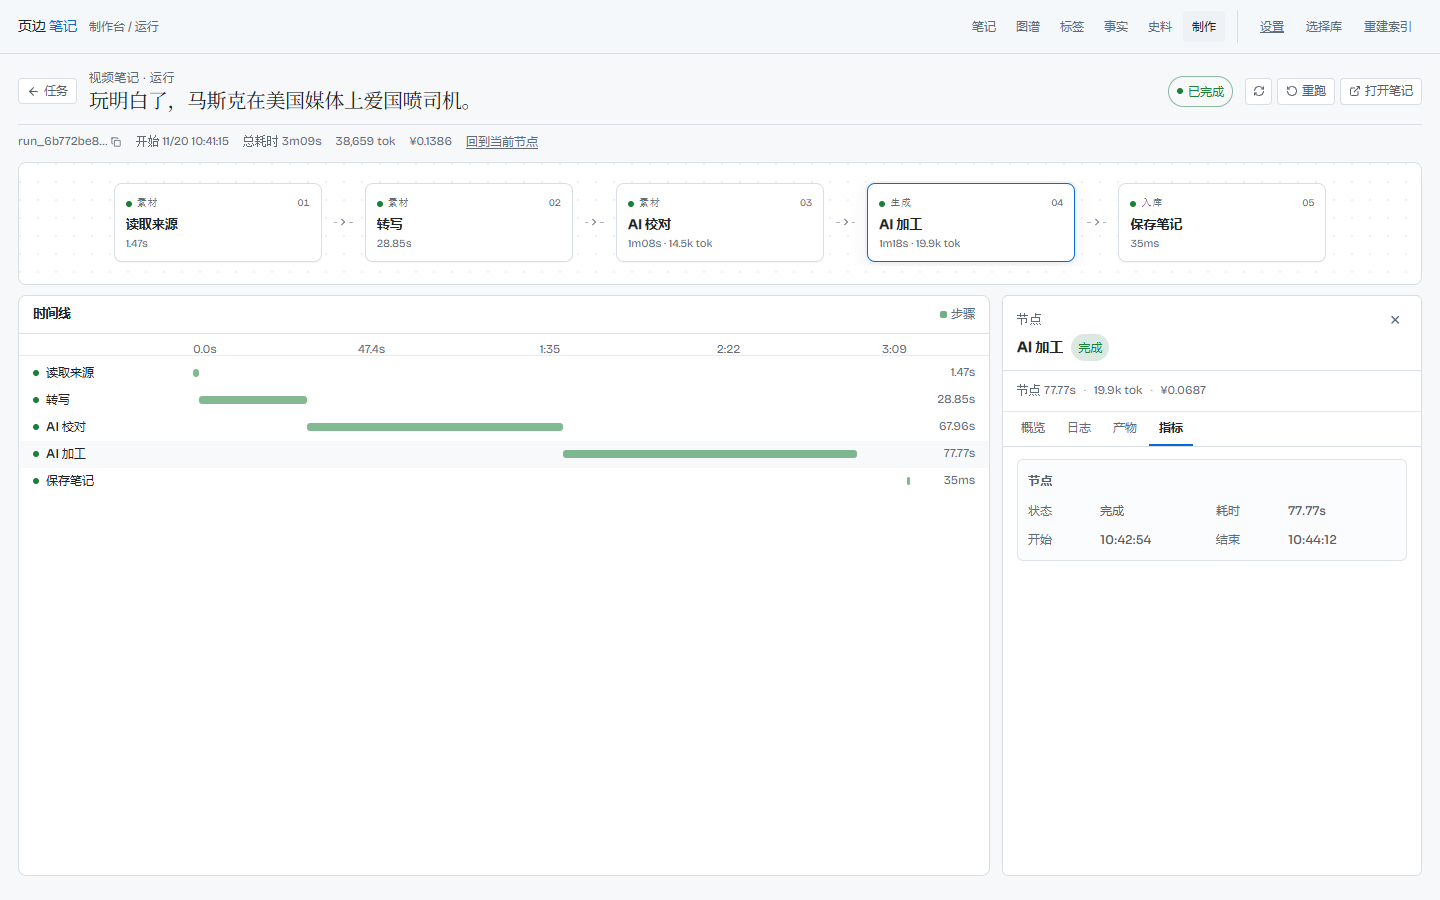 页边 笔记 制作台 / 运行 笔记 图谱 标签 事实 史料 制作 设置 选择库 重建索引
← 任务
视频笔记 · 运行
玩明白了，马斯克在美国媒体上爱国喷司机。
已完成 重跑 打开笔记
run_6b772be8... 开始 11/20 10:41:15 总耗时 3m09s 38,659 tok ¥0.1386 回到当前节点
素材 01
读取来源
1.47s
素材 02
转写
28.85s
素材 03
AI 校对
1m08s · 14.5k tok
生成 04
AI 加工
1m18s · 19.9k tok
入库 05
保存笔记
35ms
时间线 步骤
0.0s 47.4s 1:35 2:22 3:09
读取来源 1.47s
转写 28.85s
AI 校对 67.96s
AI 加工 77.77s
保存笔记 35ms
节点
AI 加工 完成
节点 77.77s · 19.9k tok · ¥0.0687
概览 日志 产物 指标
节点
状态 完成 耗时 77.77s
开始 10:42:54 结束 10:44:12